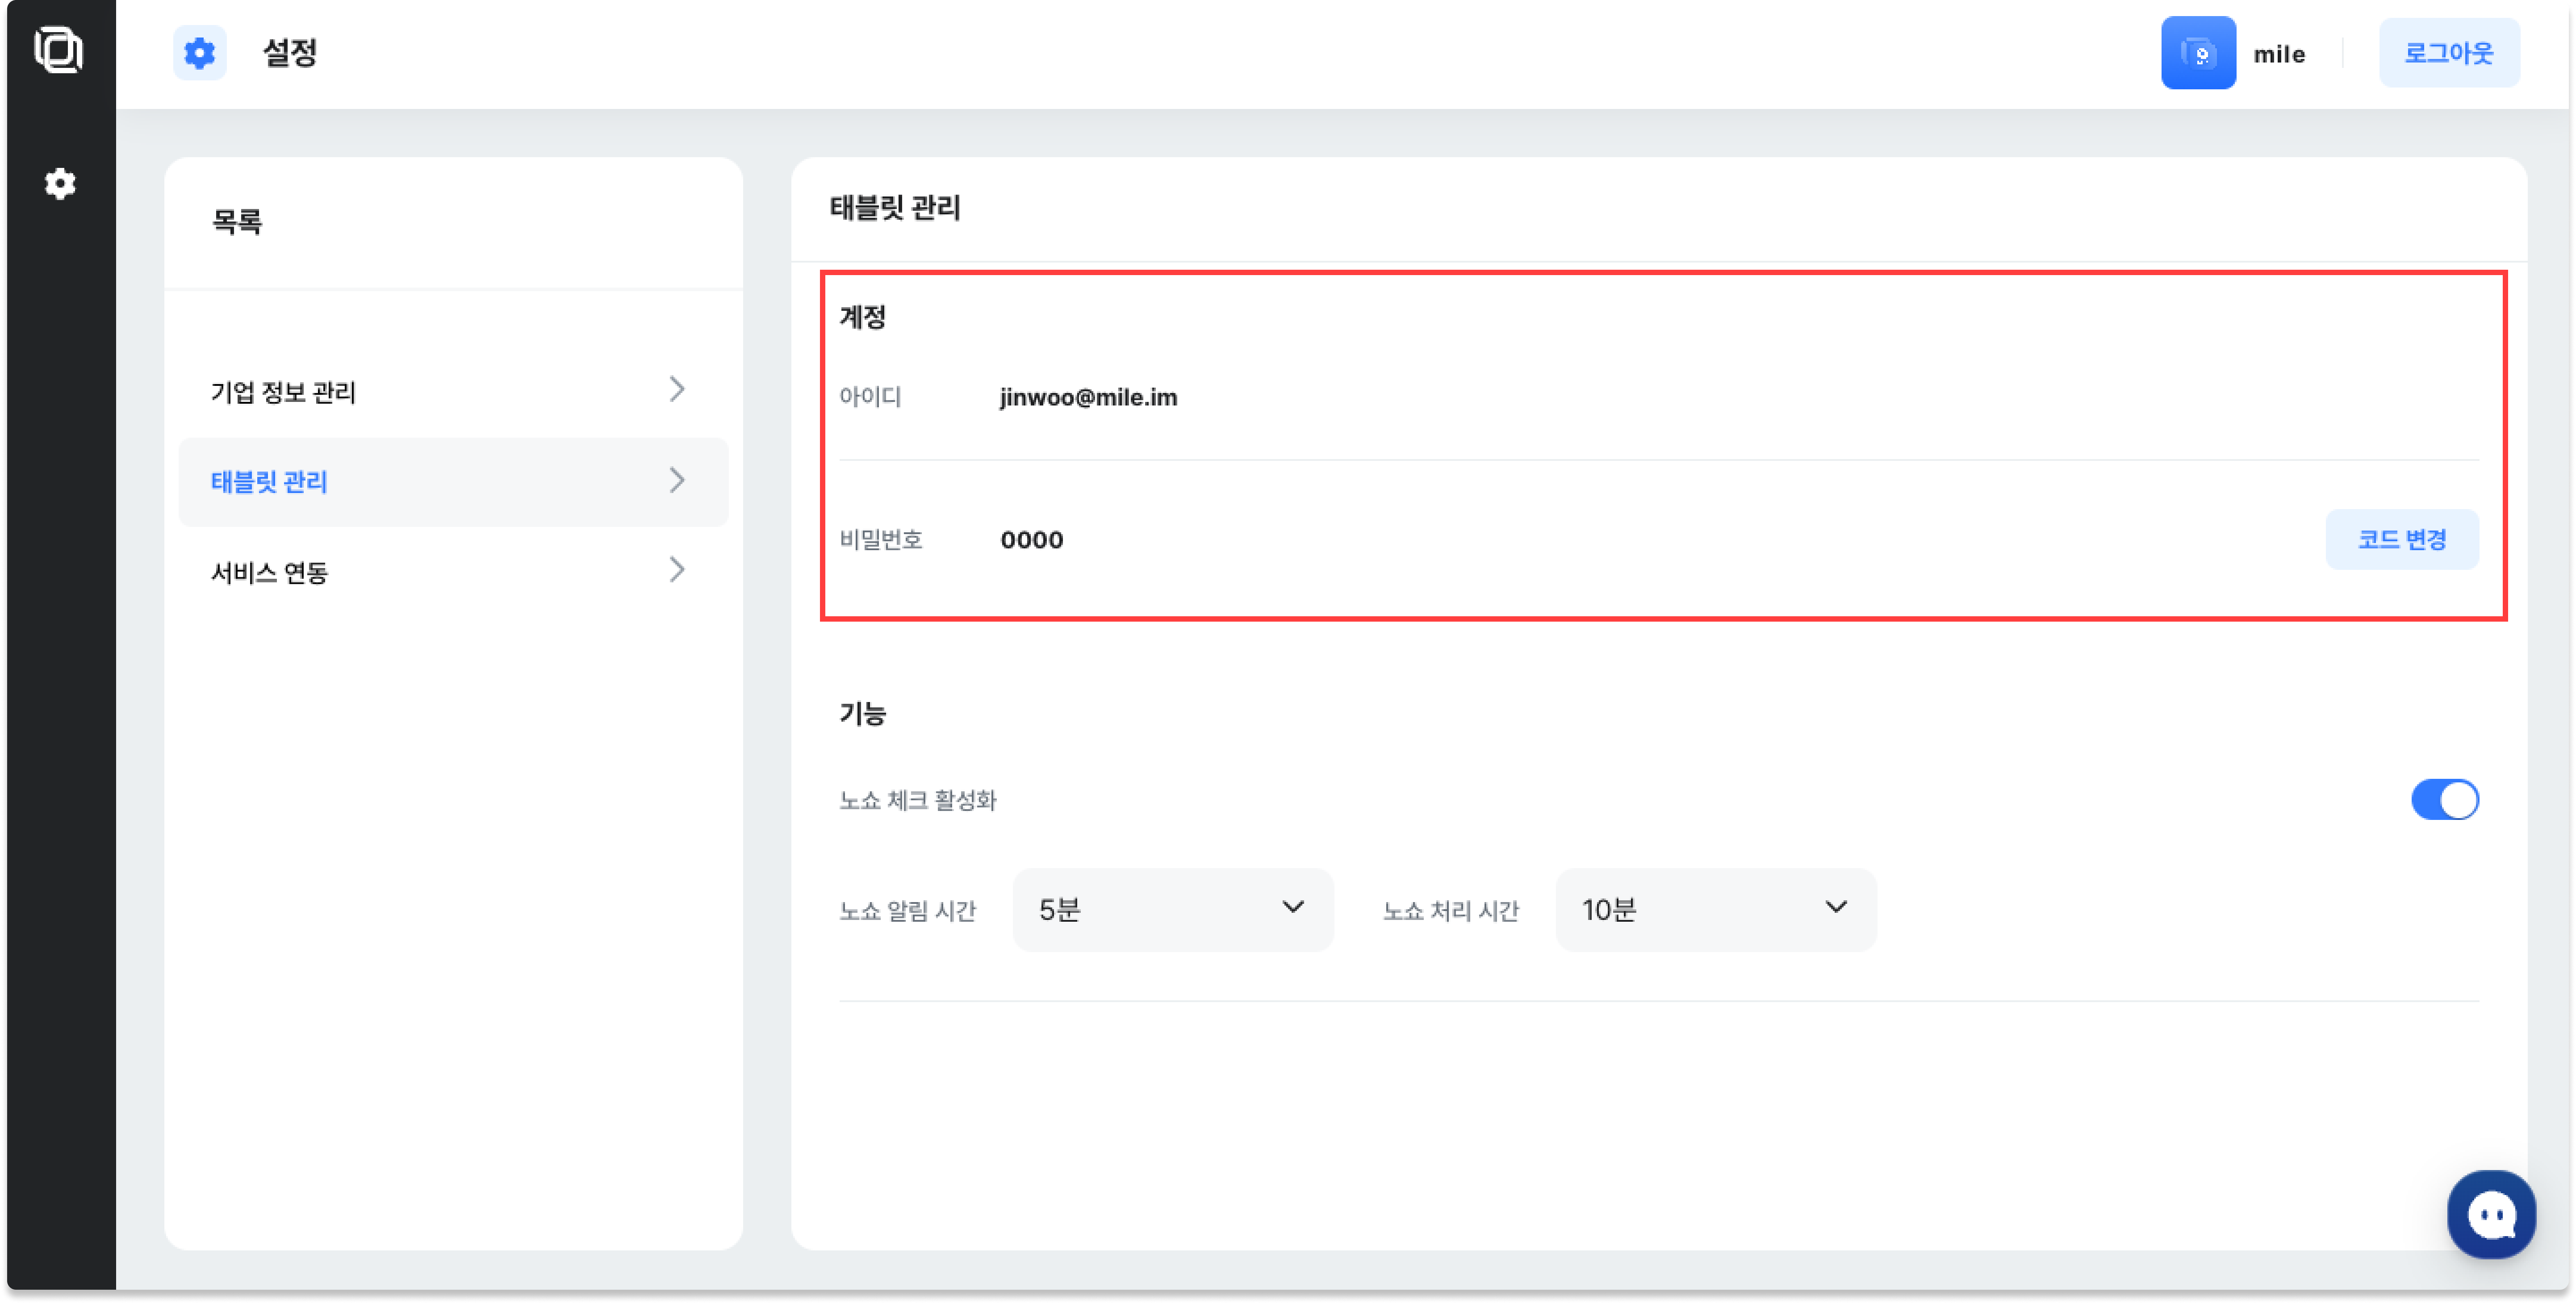 설정
mile
로그아웃
목록
기업 정보 관리
태블릿 관리
서비스 연동
태블릿 관리
계정
아이디 jinwoo@mile.im
비밀번호 0000 코드 변경
기능
노쇼 체크 활성화
노쇼 알림 시간 5분 노쇼 처리 시간 10분